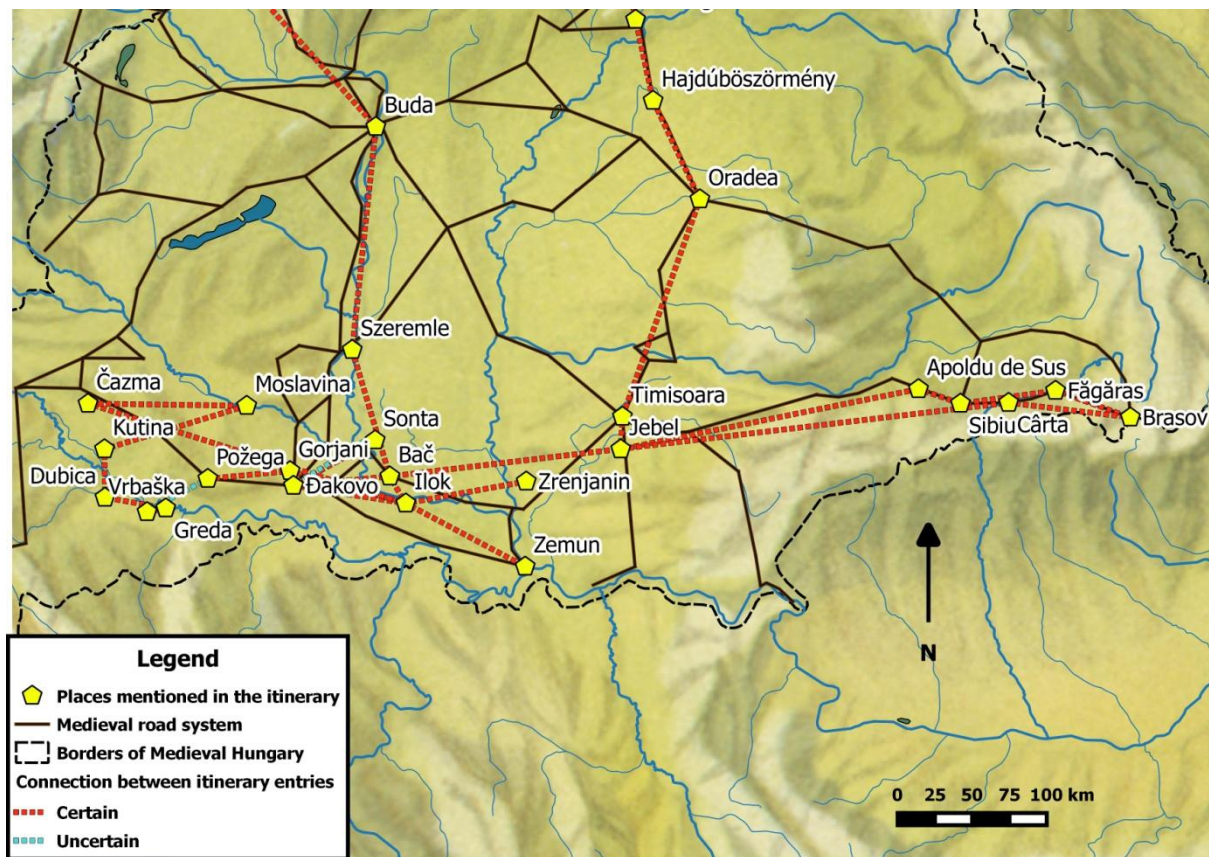 Hajdúböszörmény
Buda
Oradea
Szeremle
Čazma
Moslavina
Apoldu de Sus
Timisoara
Făgăras
Kutina
Sonta
Jebel
Sibiu
Cârta
Brasov
Požega
Gorjani
Bač
Dubica
Vrbaška
Đakovo
Ilok
Zrenjanin
Greda
Zemun
N
Legend
Places mentioned in the itinerary
Medieval road system
Borders of Medieval Hungary
Connection between itinerary entries
Certain
Uncertain
0 25 50 75 100 km